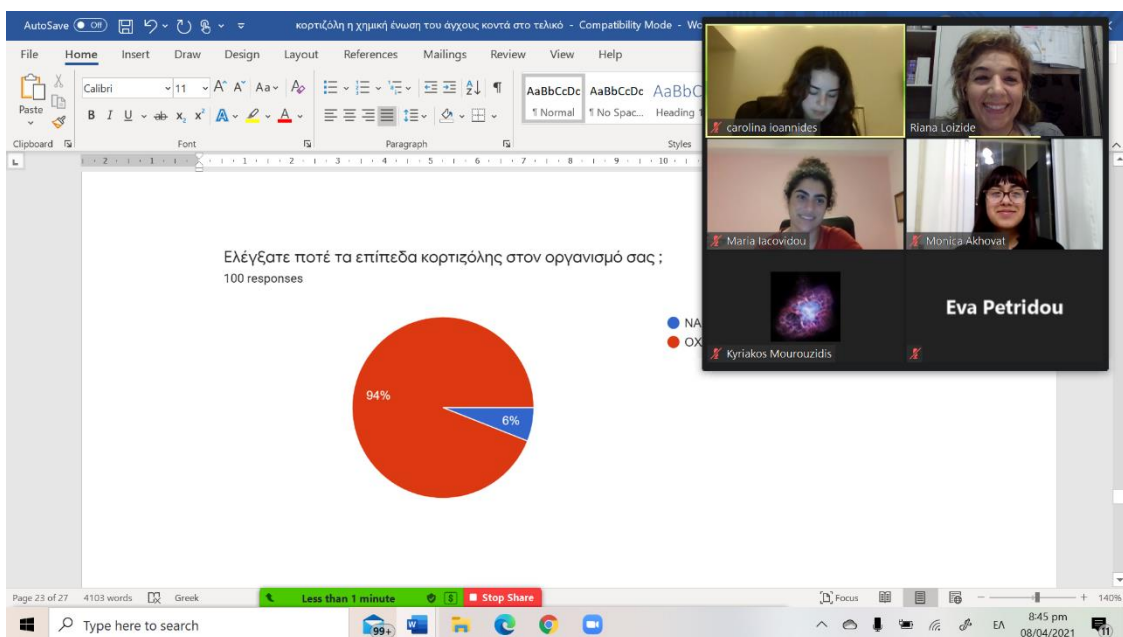 AutoSave Off κορτιζόλη η χημική ένωση του άγχους κοντά στο τελικό - Compatibility Mode -
File Home Insert Draw Design Layout References Mailings Review View Help
Paste
Calibri 11
AaBbCcDc AaBbCcDc AaBbC
¶ Normal ¶ No Spac... Heading 1
Clipboard Font Paragraph Styles
carolina ioannides
Riana Loizide
Maria Iacovidou
Monica Akhovat
Kyriakos Mourouzidis
Eva Petridou
Ελέγξατε ποτέ τα επίπεδα κορτιζόλης στον οργανισμό σας ;
100 responses
94%
6%
Page 23 of 27 4103 words Greek
Less than 1 minute Stop Share
Focus 140%
Type here to search
99+
ΕΛ
8:45 pm
08/04/2021
11